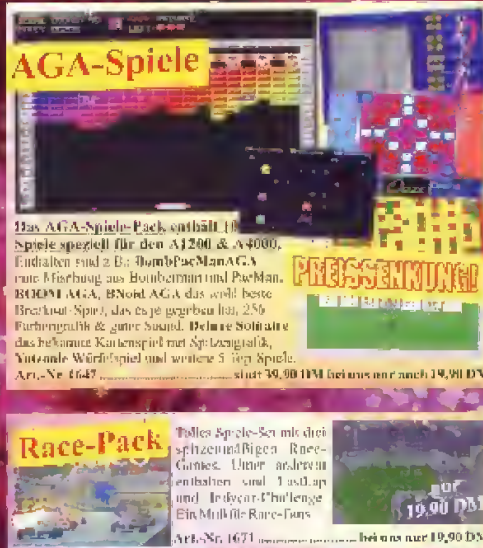 AGA-Spiele
Das AGA-Spiele-Pack enthält
Spiele speziell für den A1200 & A4000.
Enthalten sind z.B.: BombPacManAGA
eine Mischung aus Bomberman und PacMan,
BOOM AGA, BNoid AGA das wohl beste
Breakout-Spiel, das es je gegeben hat, 256
Farbengrafik & guter Sound, Deluxe Solitaire
das bekannte Kartenspiel mit Spitzengrafik,
Würfelspiel und weitere 5 Top Spiele.
Art.-Nr. 1647 statt 39,90 DM bei uns nur noch 19,90 DM
PREISSENKUNG!
Race-Pack
Tolles Spiele-Set mit drei
spitzenmäßigen Race-
Games. Unter anderem
enthalten sind LastLap
und Indycar-Challenge
Ein Muß für Race-Fans
nur
19,90 DM
Art.-Nr. 1671 bei uns nur 19,90 DM